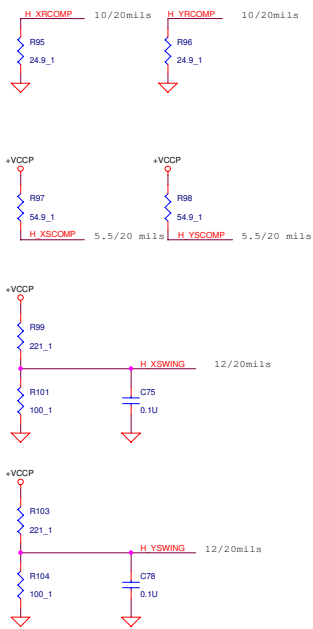 H_XRCOMP 10/20mils H_YRCOMP 10/20mils
R95 R96
24.9_1 24.9_1
+VCCP +VCCP
R97 R98
54.9_1 54.9_1
H_XSCOMP 5.5/20 mils H_YSCOMP 5.5/20 mils
+VCCP
R99
221_1
H_XSWING 12/20mils
R101 C75
100_1 0.1U
+VCCP
R103
221_1
H_YSWING 12/20mils
R104 C78
100_1 0.1U